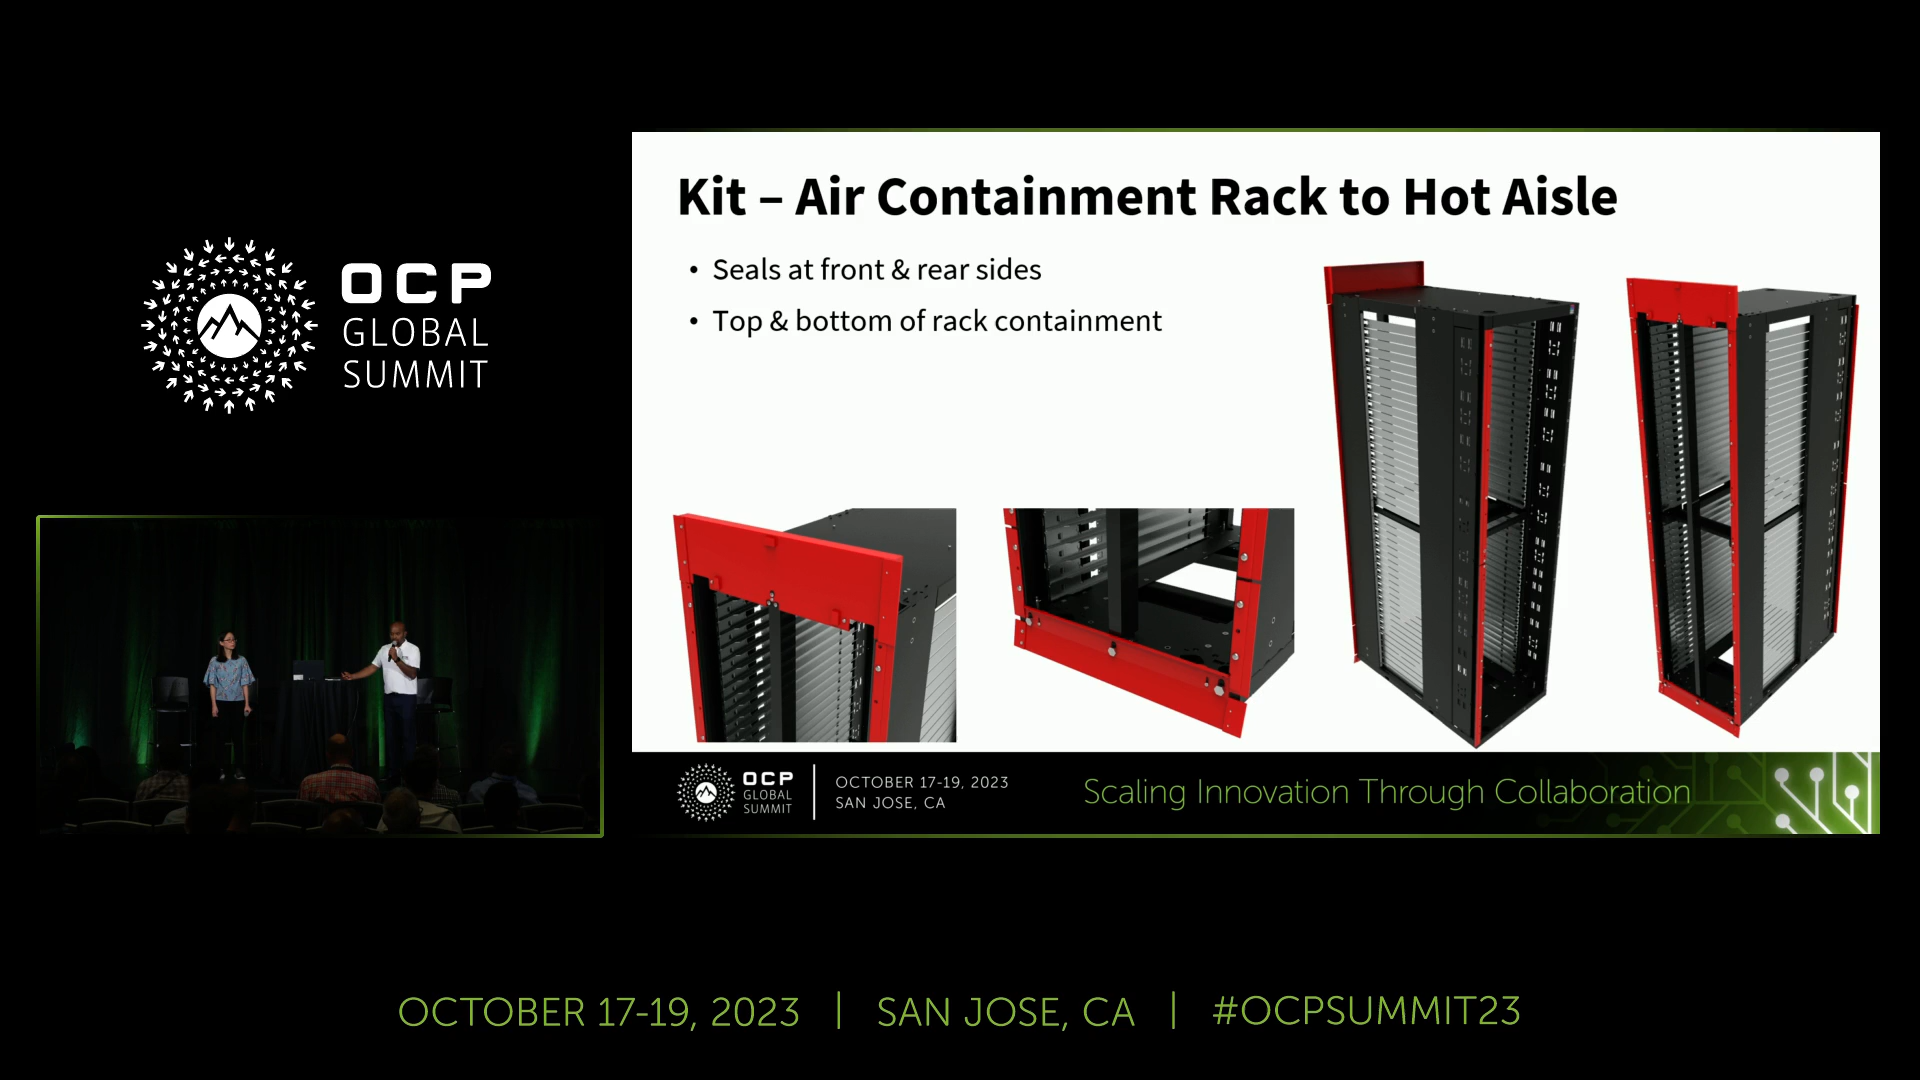 OCP
GLOBAL
SUMMIT
Kit – Air Containment Rack to Hot Aisle
• Seals at front & rear sides
• Top & bottom of rack containment
OCP
GLOBAL
SUMMIT
OCTOBER 17-19, 2023
SAN JOSE, CA
Scaling Innovation Through Collaboration
OCTOBER 17-19, 2023 | SAN JOSE, CA | #OCPSUMMIT23